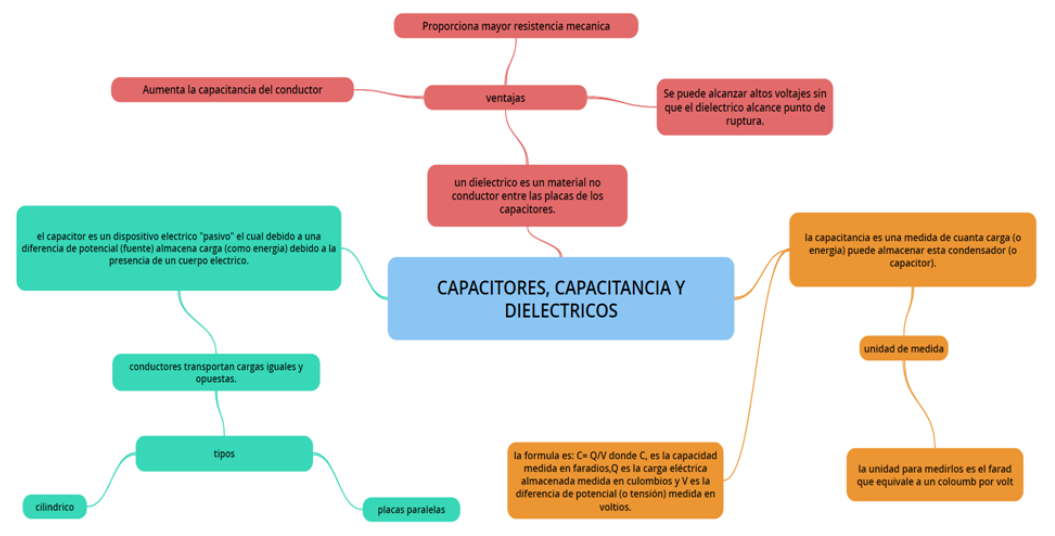 Proporciona mayor resistencia mecanica
Aumenta la capacitancia del conductor
ventajas
Se puede alcanzar altos voltajes sin
que el dielectrico alcance punto de
ruptura.
un dielectrico es un material no
conductor entre las placas de los
capacitores.
el capacitor es un dispositivo electrico "pasivo" el cual debido a una
diferencia de potencial (fuente) almacena carga (como energia) debido a la
presencia de un cuerpo electrico.
la capacitancia es una medida de cuanta carga (o
energia) puede almacenar esta condensador (o
capacitor).
CAPACITORES, CAPACITANCIA Y
DIELECTRICOS
unidad de medida
conductores transportan cargas iguales y
opuestas.
tipos
la formula es: C= Q/V donde C, es la capacidad
medida en faradios,Q es la carga eléctrica
almacenada medida en culombios y V es la
diferencia de potencial (o tensión) medida en
voltios.
la unidad para medirlos es el farad
que equivale a un coloumb por volt
cilindrico
placas paralelas